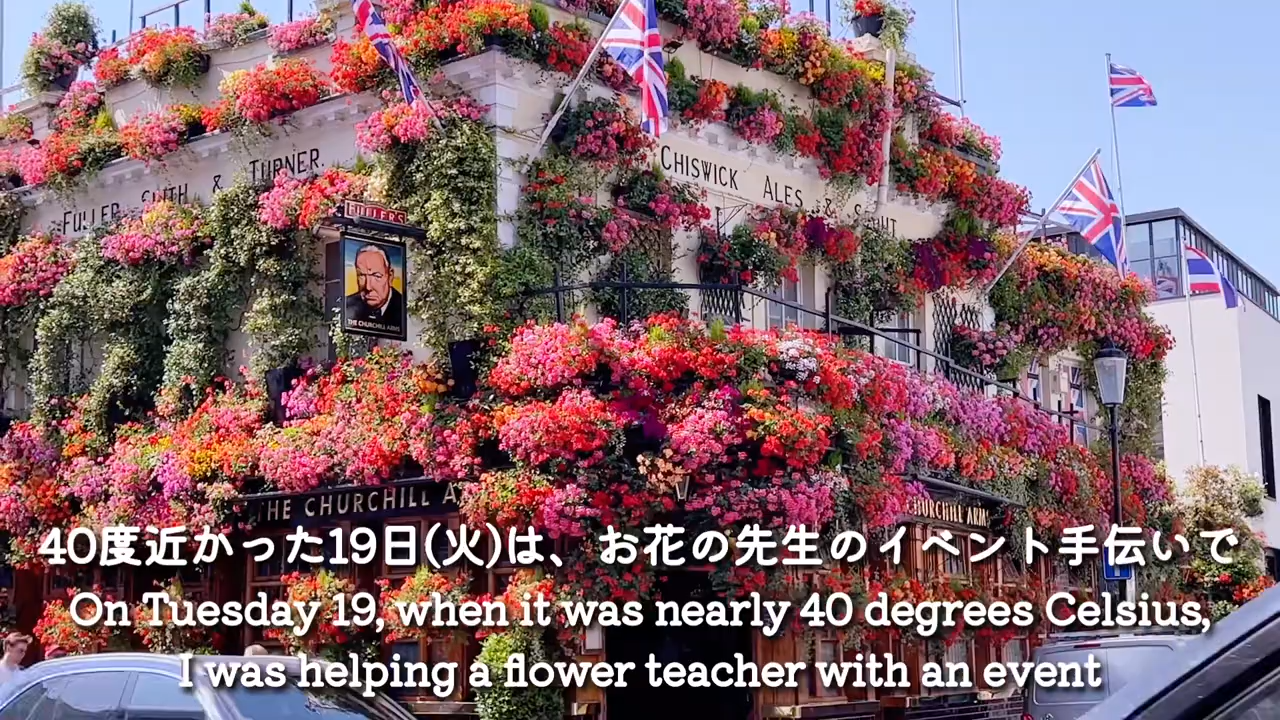 FULLER SMITH & TURNER.
CHISWICK ALES & 
FULLER'S
THE CHURCHILL ARMS
THE CHURCHILL
CHURCHILL ARMS
40度近かった19日(火)は、お花の先生のイベント手伝いで
On Tuesday 19, when it was nearly 40 degrees Celsius,
I was helping a flower teacher with an event